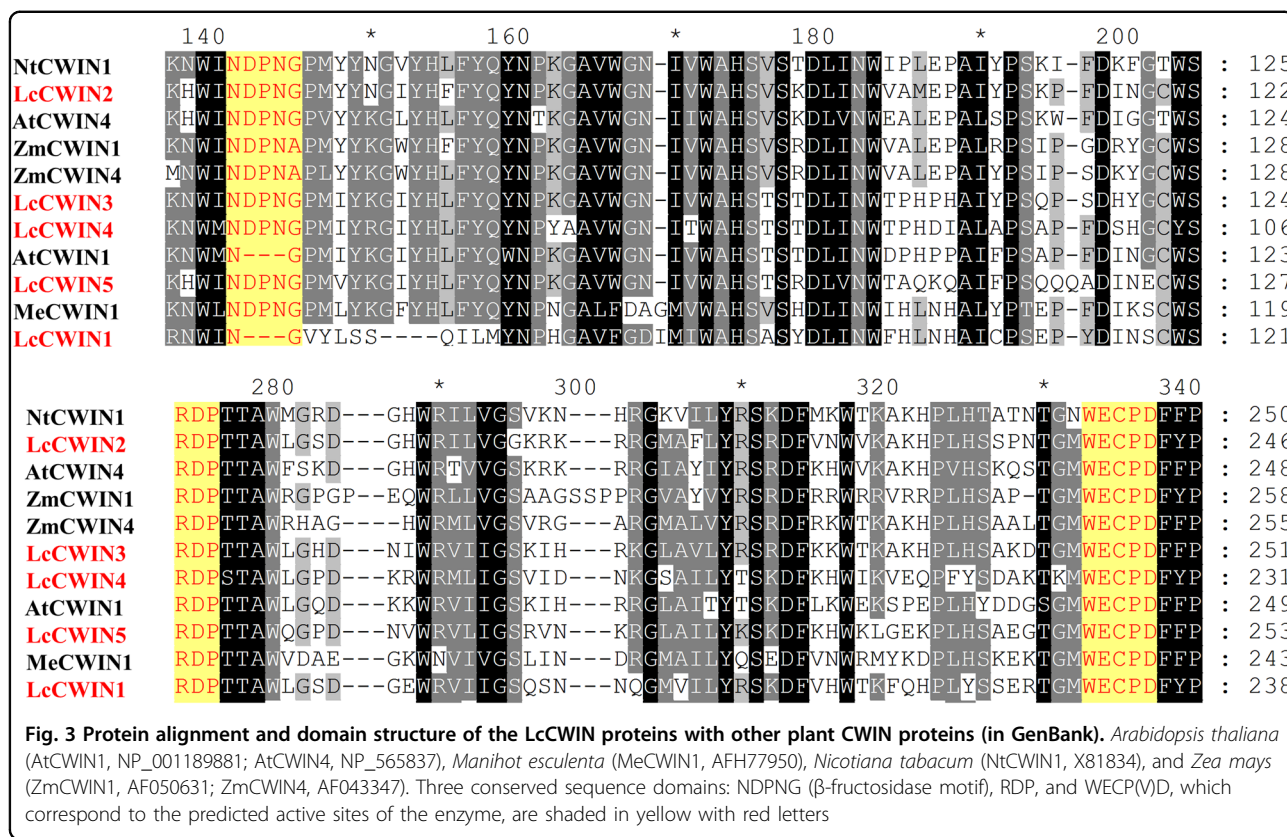 140 * 160 * 180 * 200
NtCWIN1 KNWINDPNGPMYYNGVYHLFYQYNPKGAVWGN-IVWAHSVSTDLINWIPLEPAIYPSKI-FDKFGTWS : 125
LcCWIN2 KHWINDPNGPMYYNGIYHFFYQYNPKGAVWGN-IVWAHSVSKDLINWVAMEPAIYPSKP-FDINGCWS : 122
AtCWIN4 KHWINDPNGPVYYKGLYHLFYQYNTKGAVWGN-IIWAHSVSKDLVNWEALEPALSPSKW-FDIGGTWS : 124
ZmCWIN1 KNWINDPNAPMYYKGWYHFFYQYNPKGAVWGN-IVWAHSVSRDLINWVALEPALRPSIP-GDRYGCWS : 128
ZmCWIN4 MNWINDPNAPLYYKGWYHLFYQYNPKGAVWGN-IVWAHSVSRDLINWVALEPAIYPSIP-SDKYGCWS : 128
LcCWIN3 KNWINDPNGPMIYKGIYHLFYQYNPKGAVWGN-IVWAHSTSTDLINWTPHPHAIYPSQP-SDHYGCWS : 124
LcCWIN4 KNWMNDPNGPMIYRGIYHLFYQYNPYAAVWGN-ITWAHSTSTDLINWTPHDIALAPSAP-FDSHGCYS : 106
AtCWIN1 KNWMN---GPMIYKGIYHLFYQWNPKGAVWGN-IVWAHSTSTDLINWDPHPPAIFPSAP-FDINGCWS : 123
LcCWIN5 KHWINDPNGPMVYKGIYHLFYQYNPKGAVWGN-IVWAHSTSRDLVNWTAQKQAIFPSQQQADINECWS : 127
MeCWIN1 KNWLNDPNGPMLYKGFYHLFYQYNPNGALFDAGMVWAHSVSHDLINWIHLNHALYPTEP-FDIKSCWS : 119
LcCWIN1 RNWIN---GVYLSS----QILMYNPHGAVFGDIMIWAHSASYDLINWFHLNHAICPSEP-YDINSCWS : 121
280 * 300 * 320 * 340
NtCWIN1 RDPTTAWMGRD---GHWRILVGSVKN---HRGKVILYRSKDFMKWTKAKHPLHTATNTGNWECPDFFP : 250
LcCWIN2 RDPTTAWLGSD---GHWRILVGGKRK---RRGMAFLYRSRDFVNWVKAKHPLHSSPNTGMWECPDFYP : 246
AtCWIN4 RDPTTAWFSKD---GHWRTVVGSKRK---RRGIAYIYRSRDFKHWVKAKHPVHSKQSTGMWECPDFFP : 248
ZmCWIN1 RDPTTAWRGPGP--EQWRLLVGSAAGSSPPRGVAYVYRSRDFRRWRRVRRPLHSAP-TGMWECPDFYP : 258
ZmCWIN4 RDPTTAWRHAG----HWRMLVGSVRG---ARGMALVYRSRDFRKWTKAKHPLHSAALTGMWECPDFFP : 255
LcCWIN3 RDPTTAWLGHD---NIWRVIIGSKIH---RKGLAVLYRSRDFKKWTKAKHPLHSAKDTGMWECPDFFP : 251
LcCWIN4 RDPSTAWLGPD---KRWRMLIGSVID---NKGSAILYTSKDFKHWIKVEQPFYSDAKTKMWECPDFYP : 231
AtCWIN1 RDPTTAWLGQD---KKWRVIIGSKIH---RRGLAITYTSKDFLKWEKSPEPLHYDDGSGMWECPDFFP : 249
LcCWIN5 RDPTTAWQGPD---NVWRVLIGSRVN---KRGLAILYKSKDFKHWKLGEKPLHSAEGTGMWECPDFFP : 253
MeCWIN1 RDPTTAWVDAE---GKWNVIVGSLIN---DRGMAILYQSEDFVNWRMYKDPLHSKEKTGMWECPDFFP : 243
LcCWIN1 RDPTTAWLGSD---GEWRVIIGSQSN---NQGMVILYRSKDFVHWTKFQHPLYSSERTGMWECPDFYP : 238
Fig. 3 Protein alignment and domain structure of the LcCWIN proteins with other plant CWIN proteins (in GenBank). Arabidopsis thaliana
(AtCWIN1, NP_001189881; AtCWIN4, NP_565837), Manihot esculenta (MeCWIN1, AFH77950), Nicotiana tabacum (NtCWIN1, X81834), and Zea mays
(ZmCWIN1, AF050631; ZmCWIN4, AF043347). Three conserved sequence domains: NDPNG (β-fructosidase motif), RDP, and WECP(V)D, which
correspond to the predicted active sites of the enzyme, are shaded in yellow with red letters